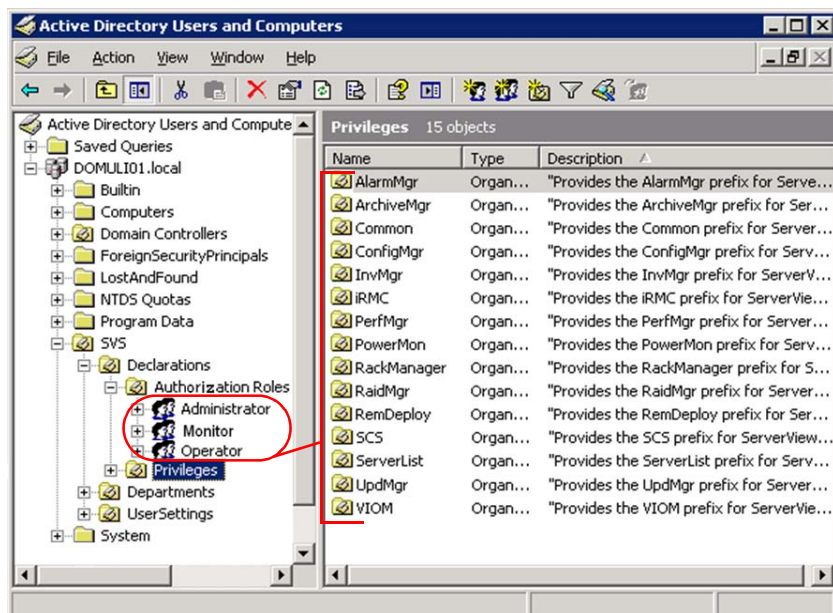 Active Directory Users and Computers
File Action View Window Help
Active Directory Users and Compute
Saved Queries
DOMULI01.local
Builtin
Computers
Domain Controllers
ForeignSecurityPrincipals
LostAndFound
NTDS Quotas
Program Data
SVS
Declarations
Authorization Roles
Administrator
Monitor
Operator
Privileges
Departments
UserSettings
System
Privileges 15 objects
Name Type Description
AlarmMgr Organ... "Provides the AlarmMgr prefix for Serve...
ArchiveMgr Organ... "Provides the ArchiveMgr prefix for Ser...
Common Organ... "Provides the Common prefix for Server...
ConfigMgr Organ... "Provides the ConfigMgr prefix for Serv...
InvMgr Organ... "Provides the InvMgr prefix for ServerV...
iRMC Organ... "Provides the iRMC prefix for ServerVie...
PerfMgr Organ... "Provides the PerfMgr prefix for Server...
PowerMon Organ... "Provides the PowerMon prefix for Serv...
RackManager Organ... "Provides the RackManager prefix for S...
RaidMgr Organ... "Provides the RaidMgr prefix for Server...
RemDeploy Organ... "Provides the RemDeploy prefix for Ser...
SCS Organ... "Provides the SCS prefix for ServerView...
ServerList Organ... "Provides the ServerList prefix for Serv...
UpdMgr Organ... "Provides the UpdMgr prefix for Server...
VIOM Organ... "Provides the VIOM prefix for ServerVie...